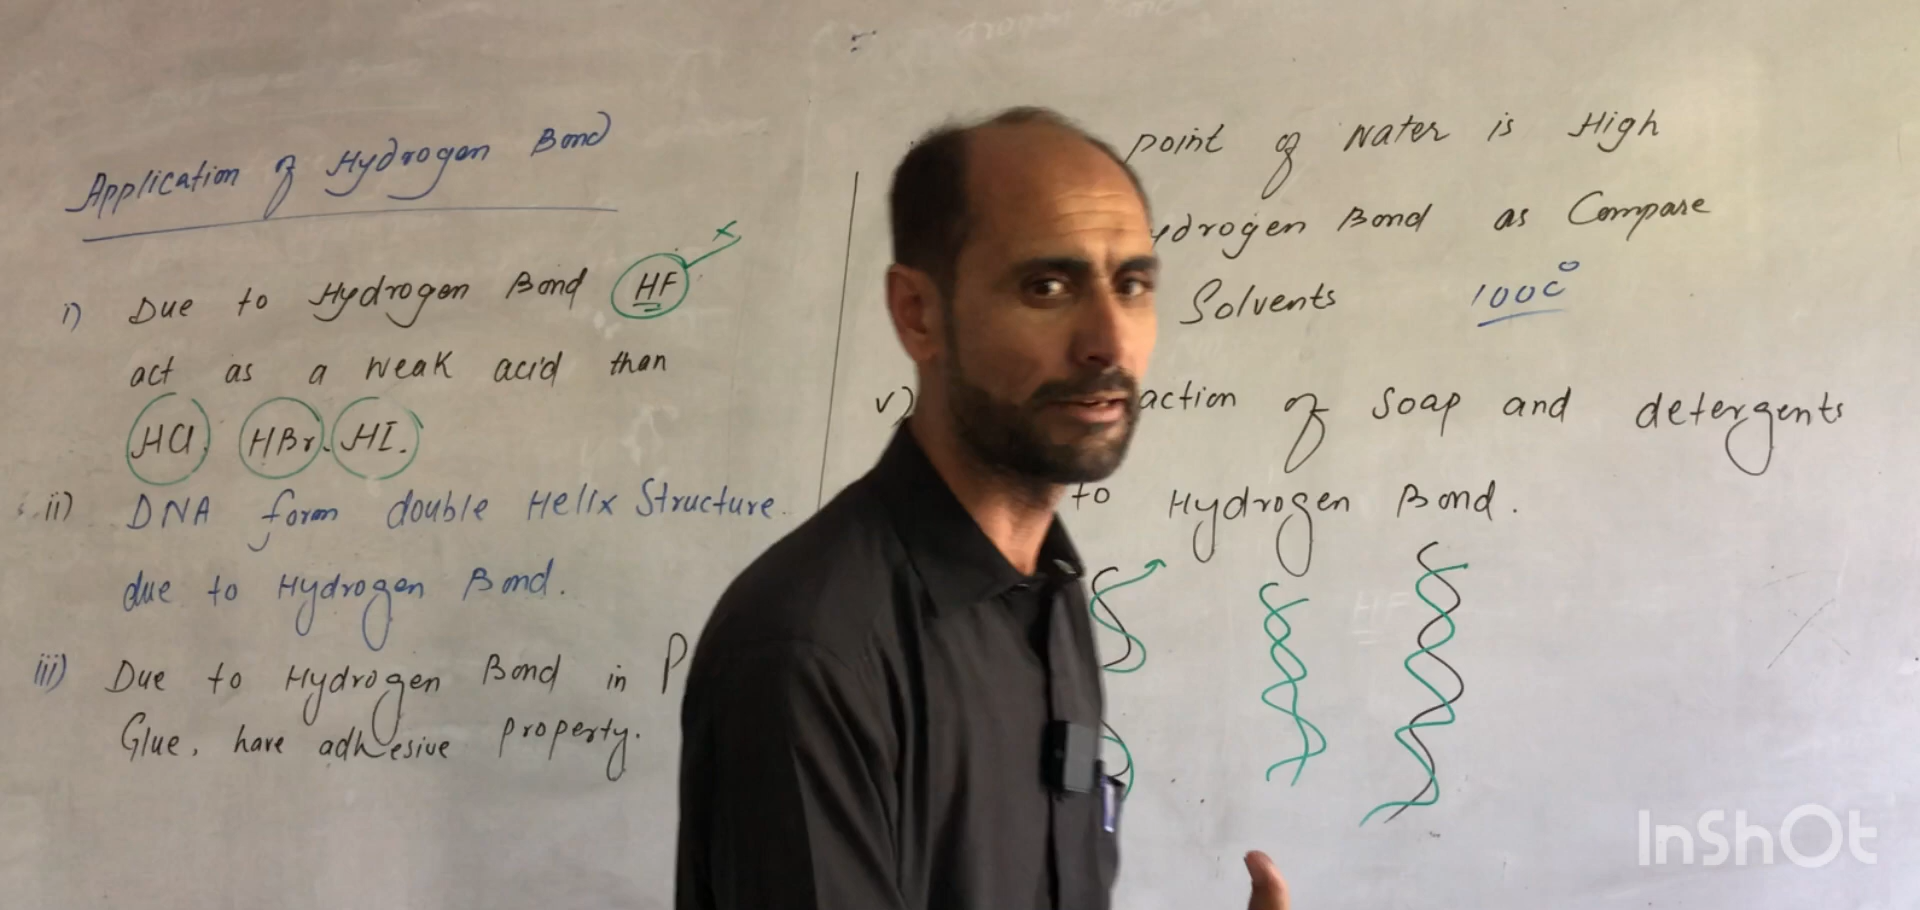 Application of Hydrogen Bond
i) Due to Hydrogen Bond HF
act as a weak acid than
HCl. HBr. HI.
ii) DNA form double Helix Structure.
due to Hydrogen Bond.
iii) Due to Hydrogen Bond in P
Glue, have adhesive property.
point of Water is High
ydrogen Bond as Compare
Solvents 100C°
v) action of Soap and detergents
to Hydrogen Bond.
HF
InShOt